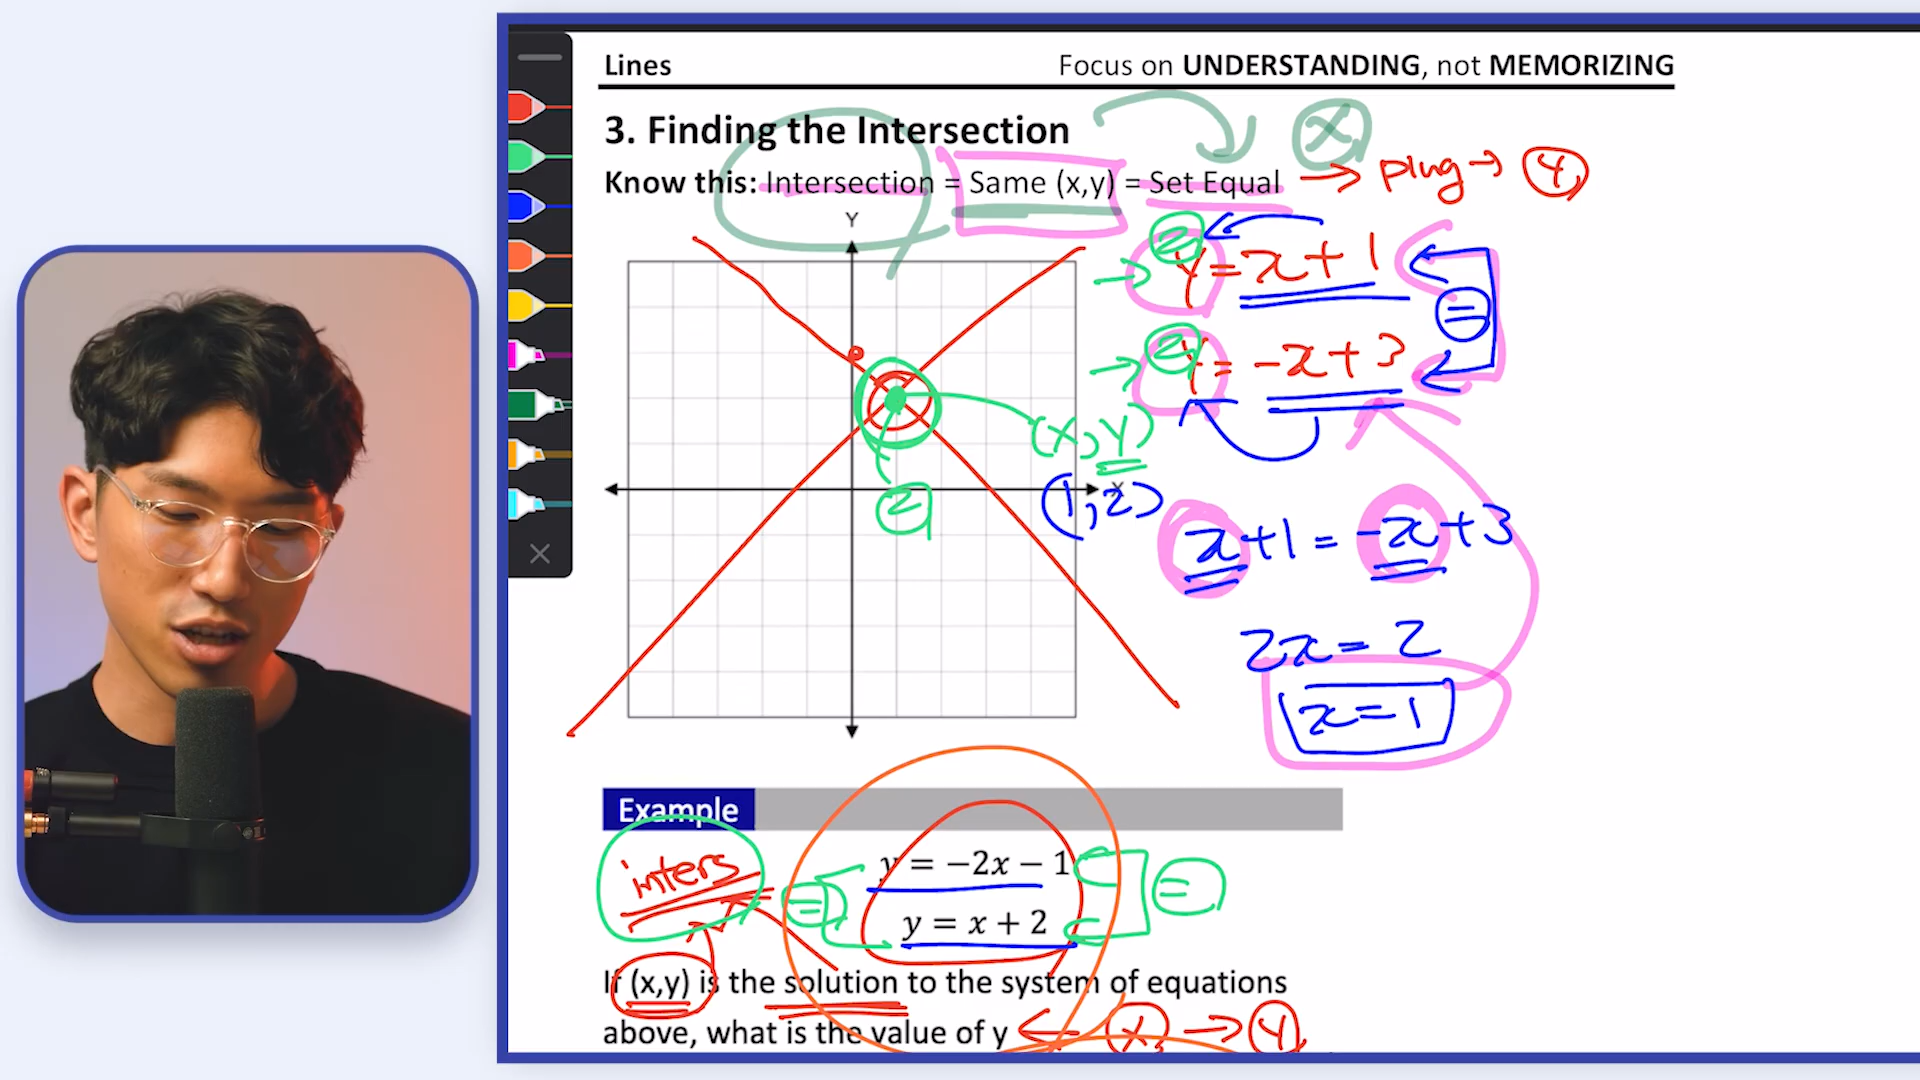 Lines
Focus on UNDERSTANDING, not MEMORIZING
3. Finding the Intersection
x
Know this: Intersection = Same (x,y) = Set Equal → plug → y
Y
2
y = x + 1
=
2
y = -x + 3
(x, y)
X
(1, 2)
2
x + 1 = -x + 3
2x = 2
x = 1
Example
inters
y = −2x − 1
=
=
y = x + 2
If (x,y) is the solution to the system of equations
above, what is the value of y ← x → y